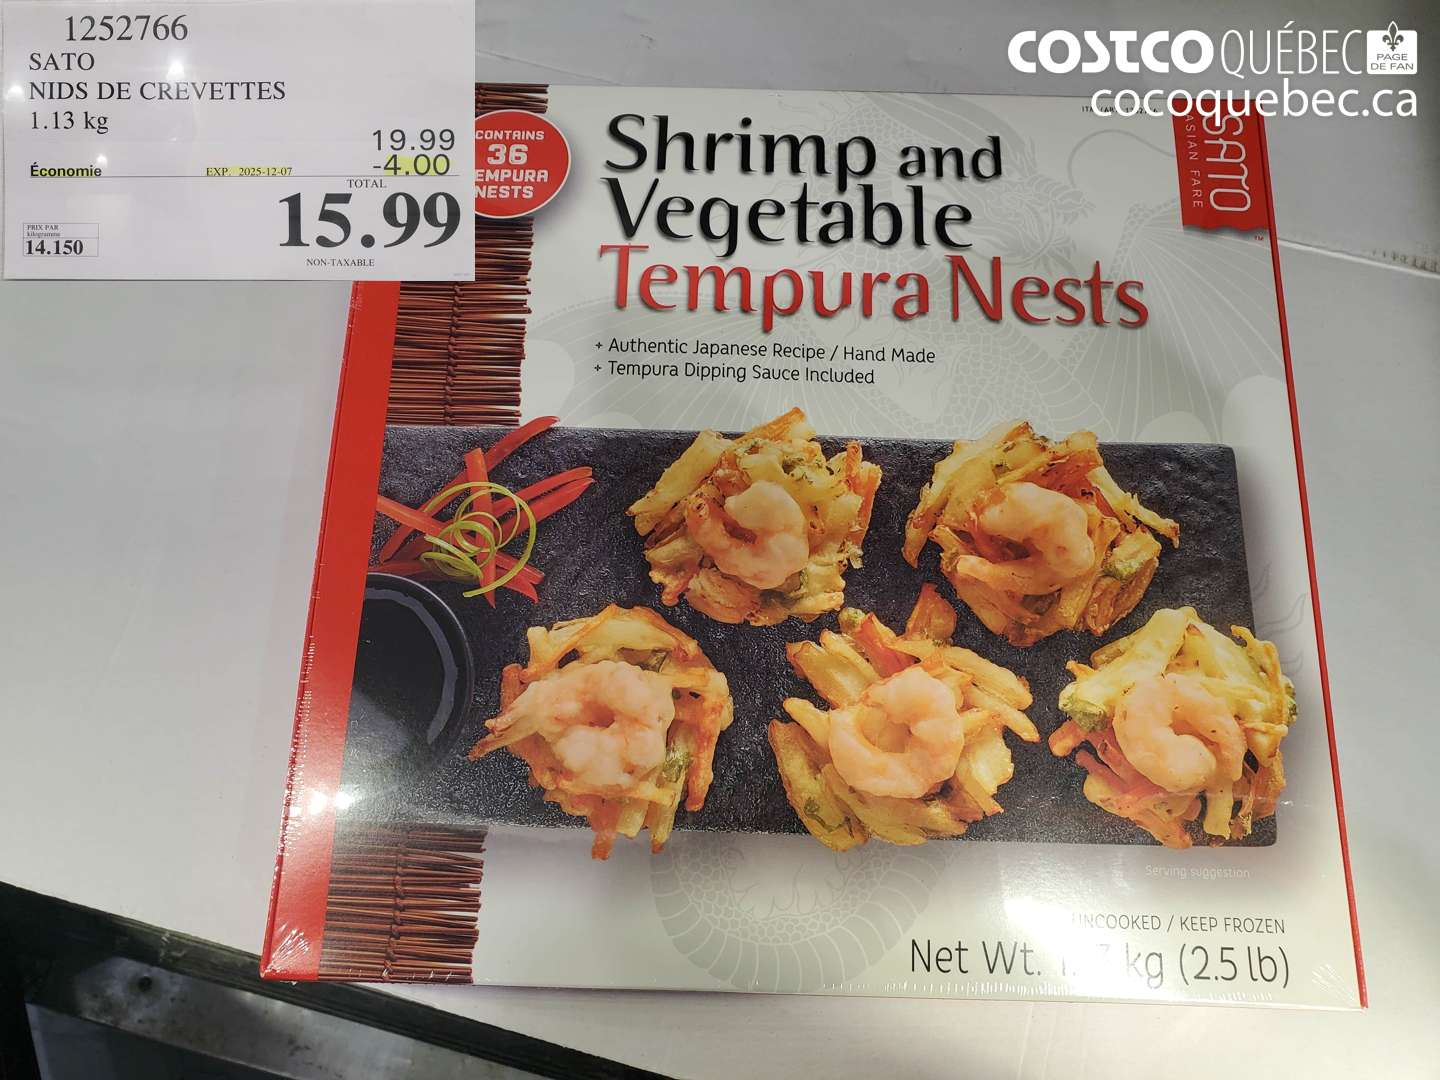 1252766
SATO
NIDS DE CREVETTES
1.13 kg
19.99
Économie EXP. 2025-12-07 -4.00
TOTAL
15.99
PRIX PAR
kilogramme
14.150
NON-TAXABLE
COSTCO QUÉBEC
PAGE
DE FAN
cocoquebec.ca
CONTAINS
36
TEMPURA
NESTS
Shrimp and
Vegetable
Tempura Nests
+ Authentic Japanese Recipe / Hand Made
+ Tempura Dipping Sauce Included
SATO
ASIAN FARE
TM
Serving suggestion
UNCOOKED / KEEP FROZEN
Net Wt. kg (2.5 lb)